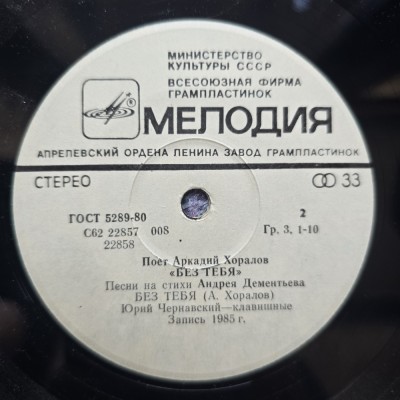 МИНИСТЕРСТВО
КУЛЬТУРЫ СССР
ВСЕСОЮЗНАЯ ФИРМА
ГРАМПЛАСТИНОК
МЕЛОДИЯ
АПРЕЛЕВСКИЙ ОРДЕНА ЛЕНИНА ЗАВОД ГРАМПЛАСТИНОК
СТЕРЕО 33
ГОСТ 5289-80 2
С62 22857 008 Гр. 3. 1-10
22858
Поет Аркадий Хоралов
«БЕЗ ТЕБЯ»
Песни на стихи Андрея Дементьева
БЕЗ ТЕБЯ (А. Хоралов)
Юрий Чернавский—клавишные
Запись 1985 г.